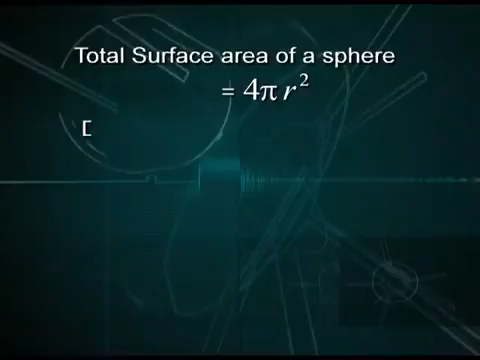 Total Surface area of a sphere
= 4π r²
[